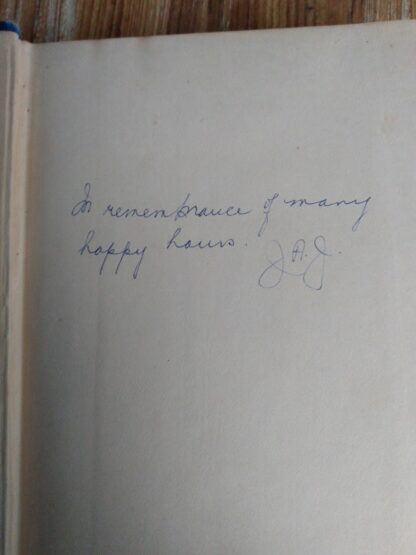 In remembrance of many
happy hours. J.A.J.